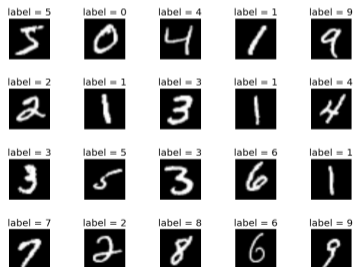 label = 5 label = 0 label = 4 label = 1 label = 9
5 0 4 1 9
label = 2 label = 1 label = 3 label = 1 label = 4
2 1 3 1 4
label = 3 label = 5 label = 3 label = 6 label = 1
3 5 3 6 1
label = 7 label = 2 label = 8 label = 6 label = 9
7 2 8 6 9